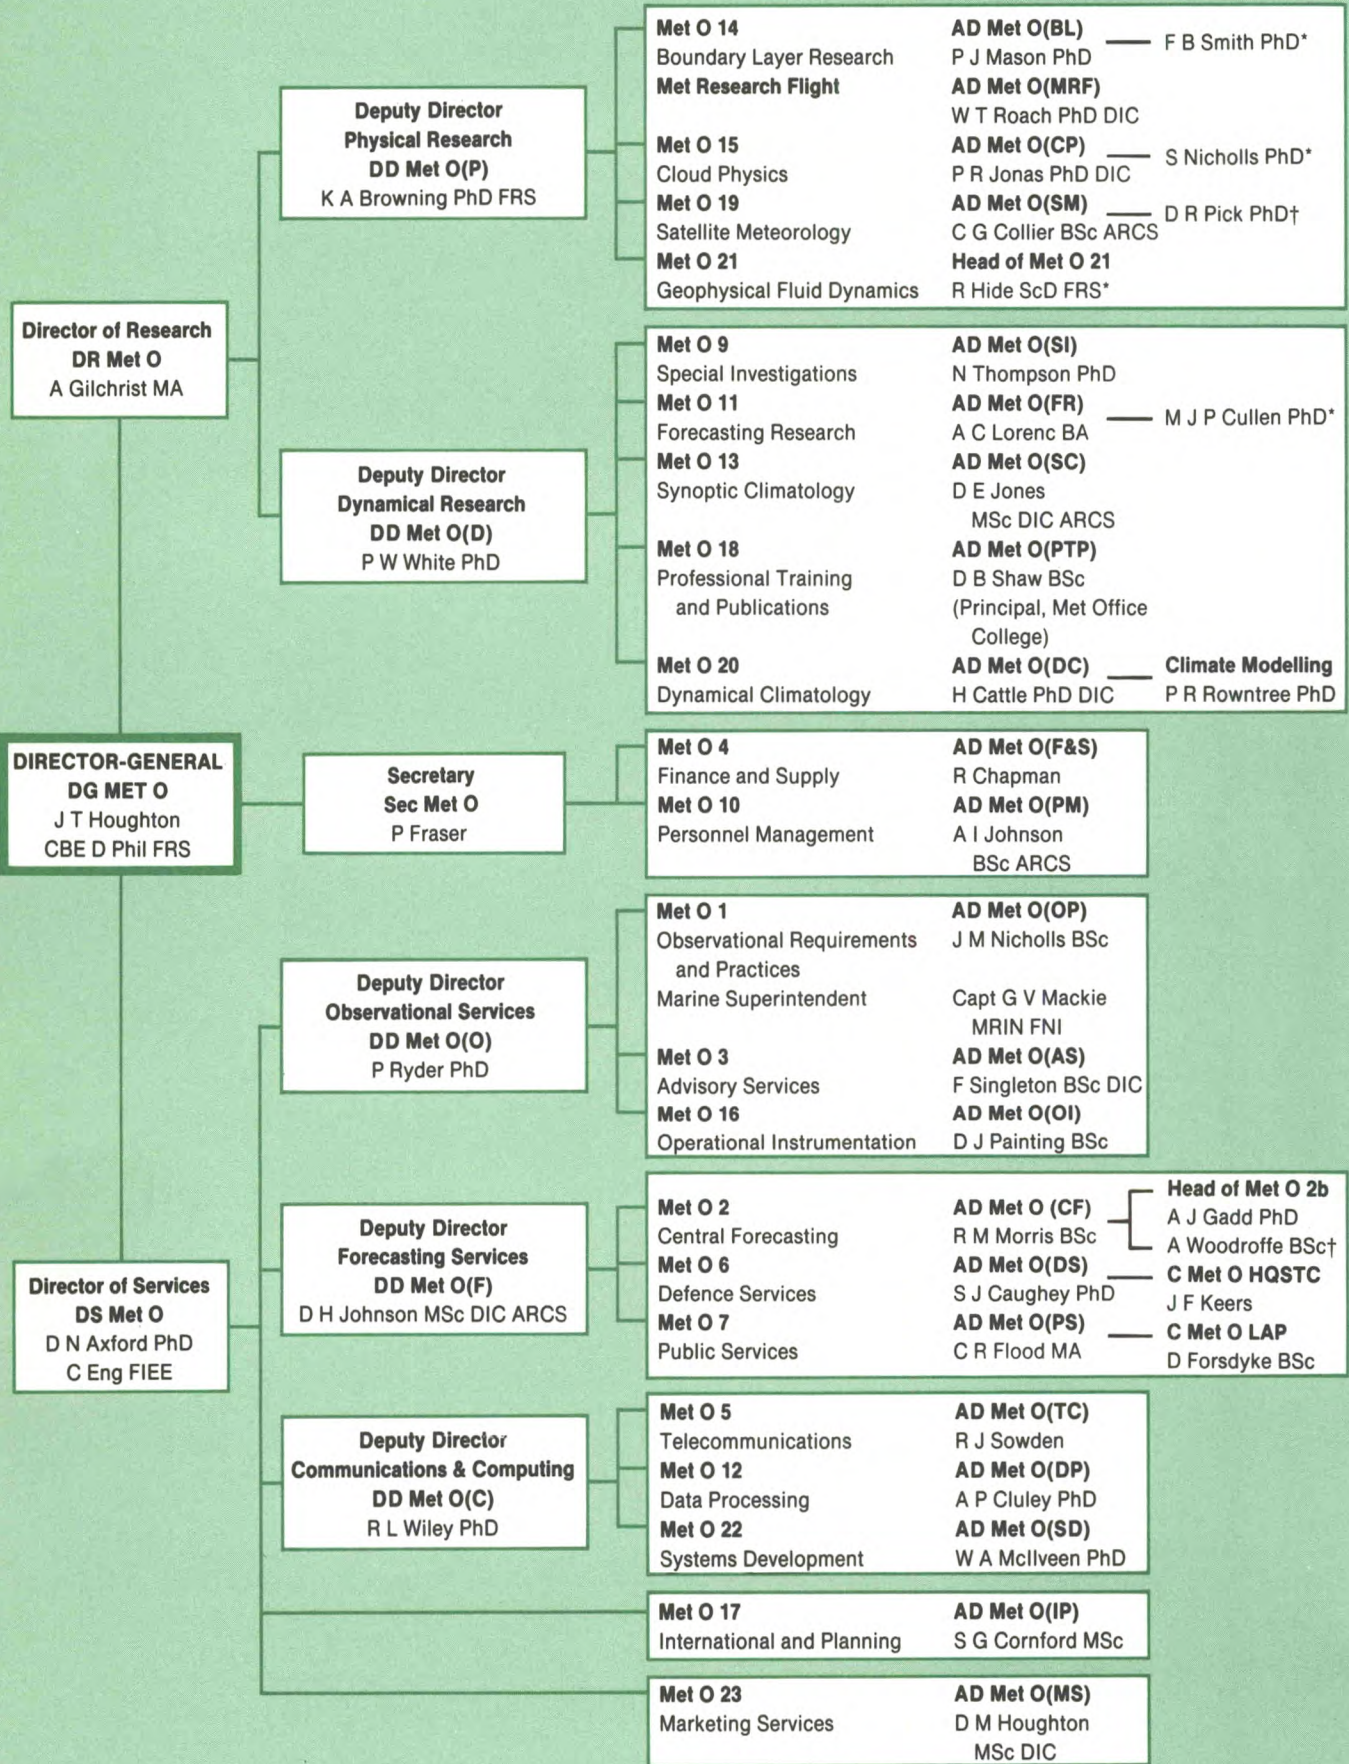 Director of Research
DR Met O
A Gilchrist MA
DIRECTOR-GENERAL
DG MET O
J T Houghton
CBE D Phil FRS
Director of Services
DS Met O
D N Axford PhD
C Eng FIEE
Deputy Director
Physical Research
DD Met O(P)
K A Browning PhD FRS
Met O 14 AD Met O(BL)
F B Smith PhD*
Boundary Layer Research P J Mason PhD
Met Research Flight AD Met O(MRF)
W T Roach PhD DIC
Met O 15 AD Met O(CP)
S Nicholls PhD*
Cloud Physics P R Jonas PhD DIC
Met O 19 AD Met O(SM)
D R Pick PhD†
Satellite Meteorology C G Collier BSc ARCS
Met O 21 Head of Met O 21
Geophysical Fluid Dynamics R Hide ScD FRS*
Deputy Director
Dynamical Research
DD Met O(D)
P W White PhD
Met O 9 AD Met O(SI)
Special Investigations N Thompson PhD
Met O 11 AD Met O(FR)
M J P Cullen PhD*
Forecasting Research A C Lorenc BA
Met O 13 AD Met O(SC)
Synoptic Climatology D E Jones
MSc DIC ARCS
Met O 18 AD Met O(PTP)
Professional Training D B Shaw BSc
and Publications (Principal, Met Office
College)
Met O 20 AD Met O(DC) Climate Modelling
Dynamical Climatology H Cattle PhD DIC P R Rowntree PhD
Secretary
Sec Met O
P Fraser
Met O 4 AD Met O(F&S)
Finance and Supply R Chapman
Met O 10 AD Met O(PM)
Personnel Management A I Johnson
BSc ARCS
Deputy Director
Observational Services
DD Met O(O)
P Ryder PhD
Met O 1 AD Met O(OP)
Observational Requirements J M Nicholls BSc
and Practices
Marine Superintendent Capt G V Mackie
MRIN FNI
Met O 3 AD Met O(AS)
Advisory Services F Singleton BSc DIC
Met O 16 AD Met O(OI)
Operational Instrumentation D J Painting BSc
Deputy Director
Forecasting Services
DD Met O(F)
D H Johnson MSc DIC ARCS
Head of Met O 2b
Met O 2 AD Met O (CF) A J Gadd PhD
Central Forecasting R M Morris BSc A Woodroffe BSc†
Met O 6 AD Met O(DS) C Met O HQSTC
Defence Services S J Caughey PhD J F Keers
Met O 7 AD Met O(PS) C Met O LAP
Public Services C R Flood MA D Forsdyke BSc
Deputy Director
Communications & Computing
DD Met O(C)
R L Wiley PhD
Met O 5 AD Met O(TC)
Telecommunications R J Sowden
Met O 12 AD Met O(DP)
Data Processing A P Cluley PhD
Met O 22 AD Met O(SD)
Systems Development W A McIlveen PhD
Met O 17 AD Met O(IP)
International and Planning S G Cornford MSc
Met O 23 AD Met O(MS)
Marketing Services D M Houghton
MSc DIC